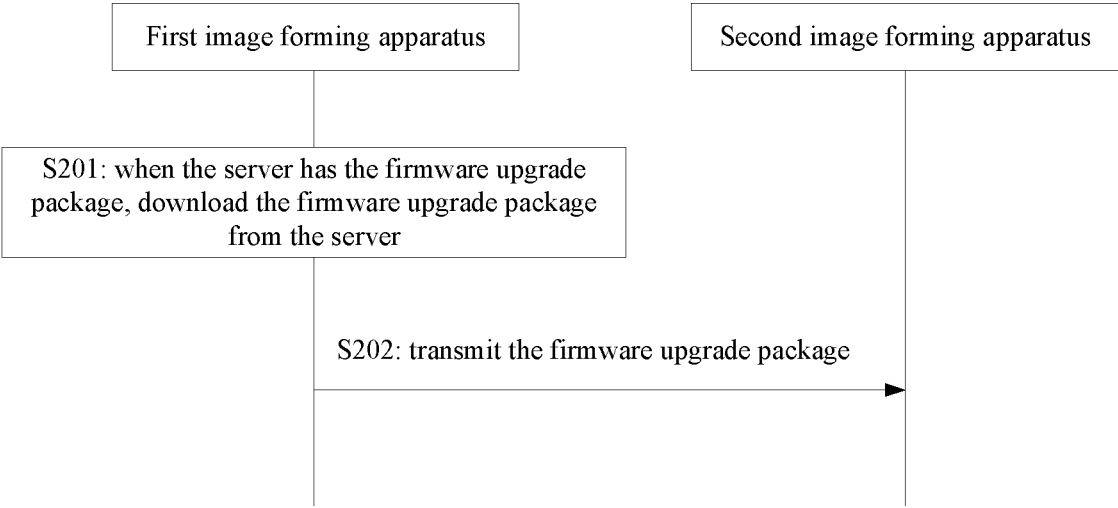 First image forming apparatus
Second image forming apparatus
S201: when the server has the firmware upgrade
package, download the firmware upgrade package
from the server
S202: transmit the firmware upgrade package